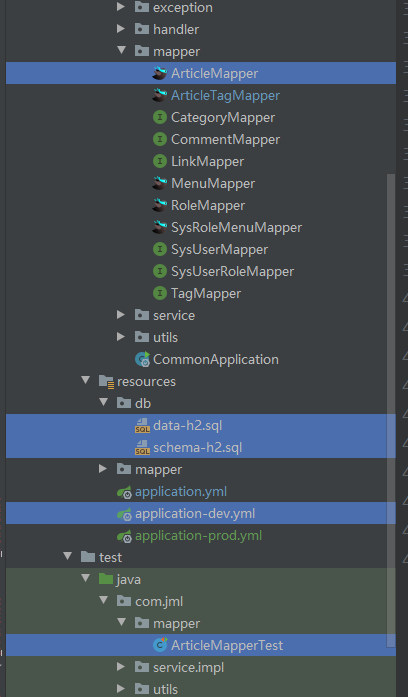 exception
handler
mapper
ArticleMapper
ArticleTagMapper
CategoryMapper
CommentMapper
LinkMapper
MenuMapper
RoleMapper
SysRoleMenuMapper
SysUserMapper
SysUserRoleMapper
TagMapper
service
utils
CommonApplication
resources
db
data-h2.sql
schema-h2.sql
mapper
application.yml
application-dev.yml
application-prod.yml
test
java
com.jml
mapper
ArticleMapperTest
service.impl
utils